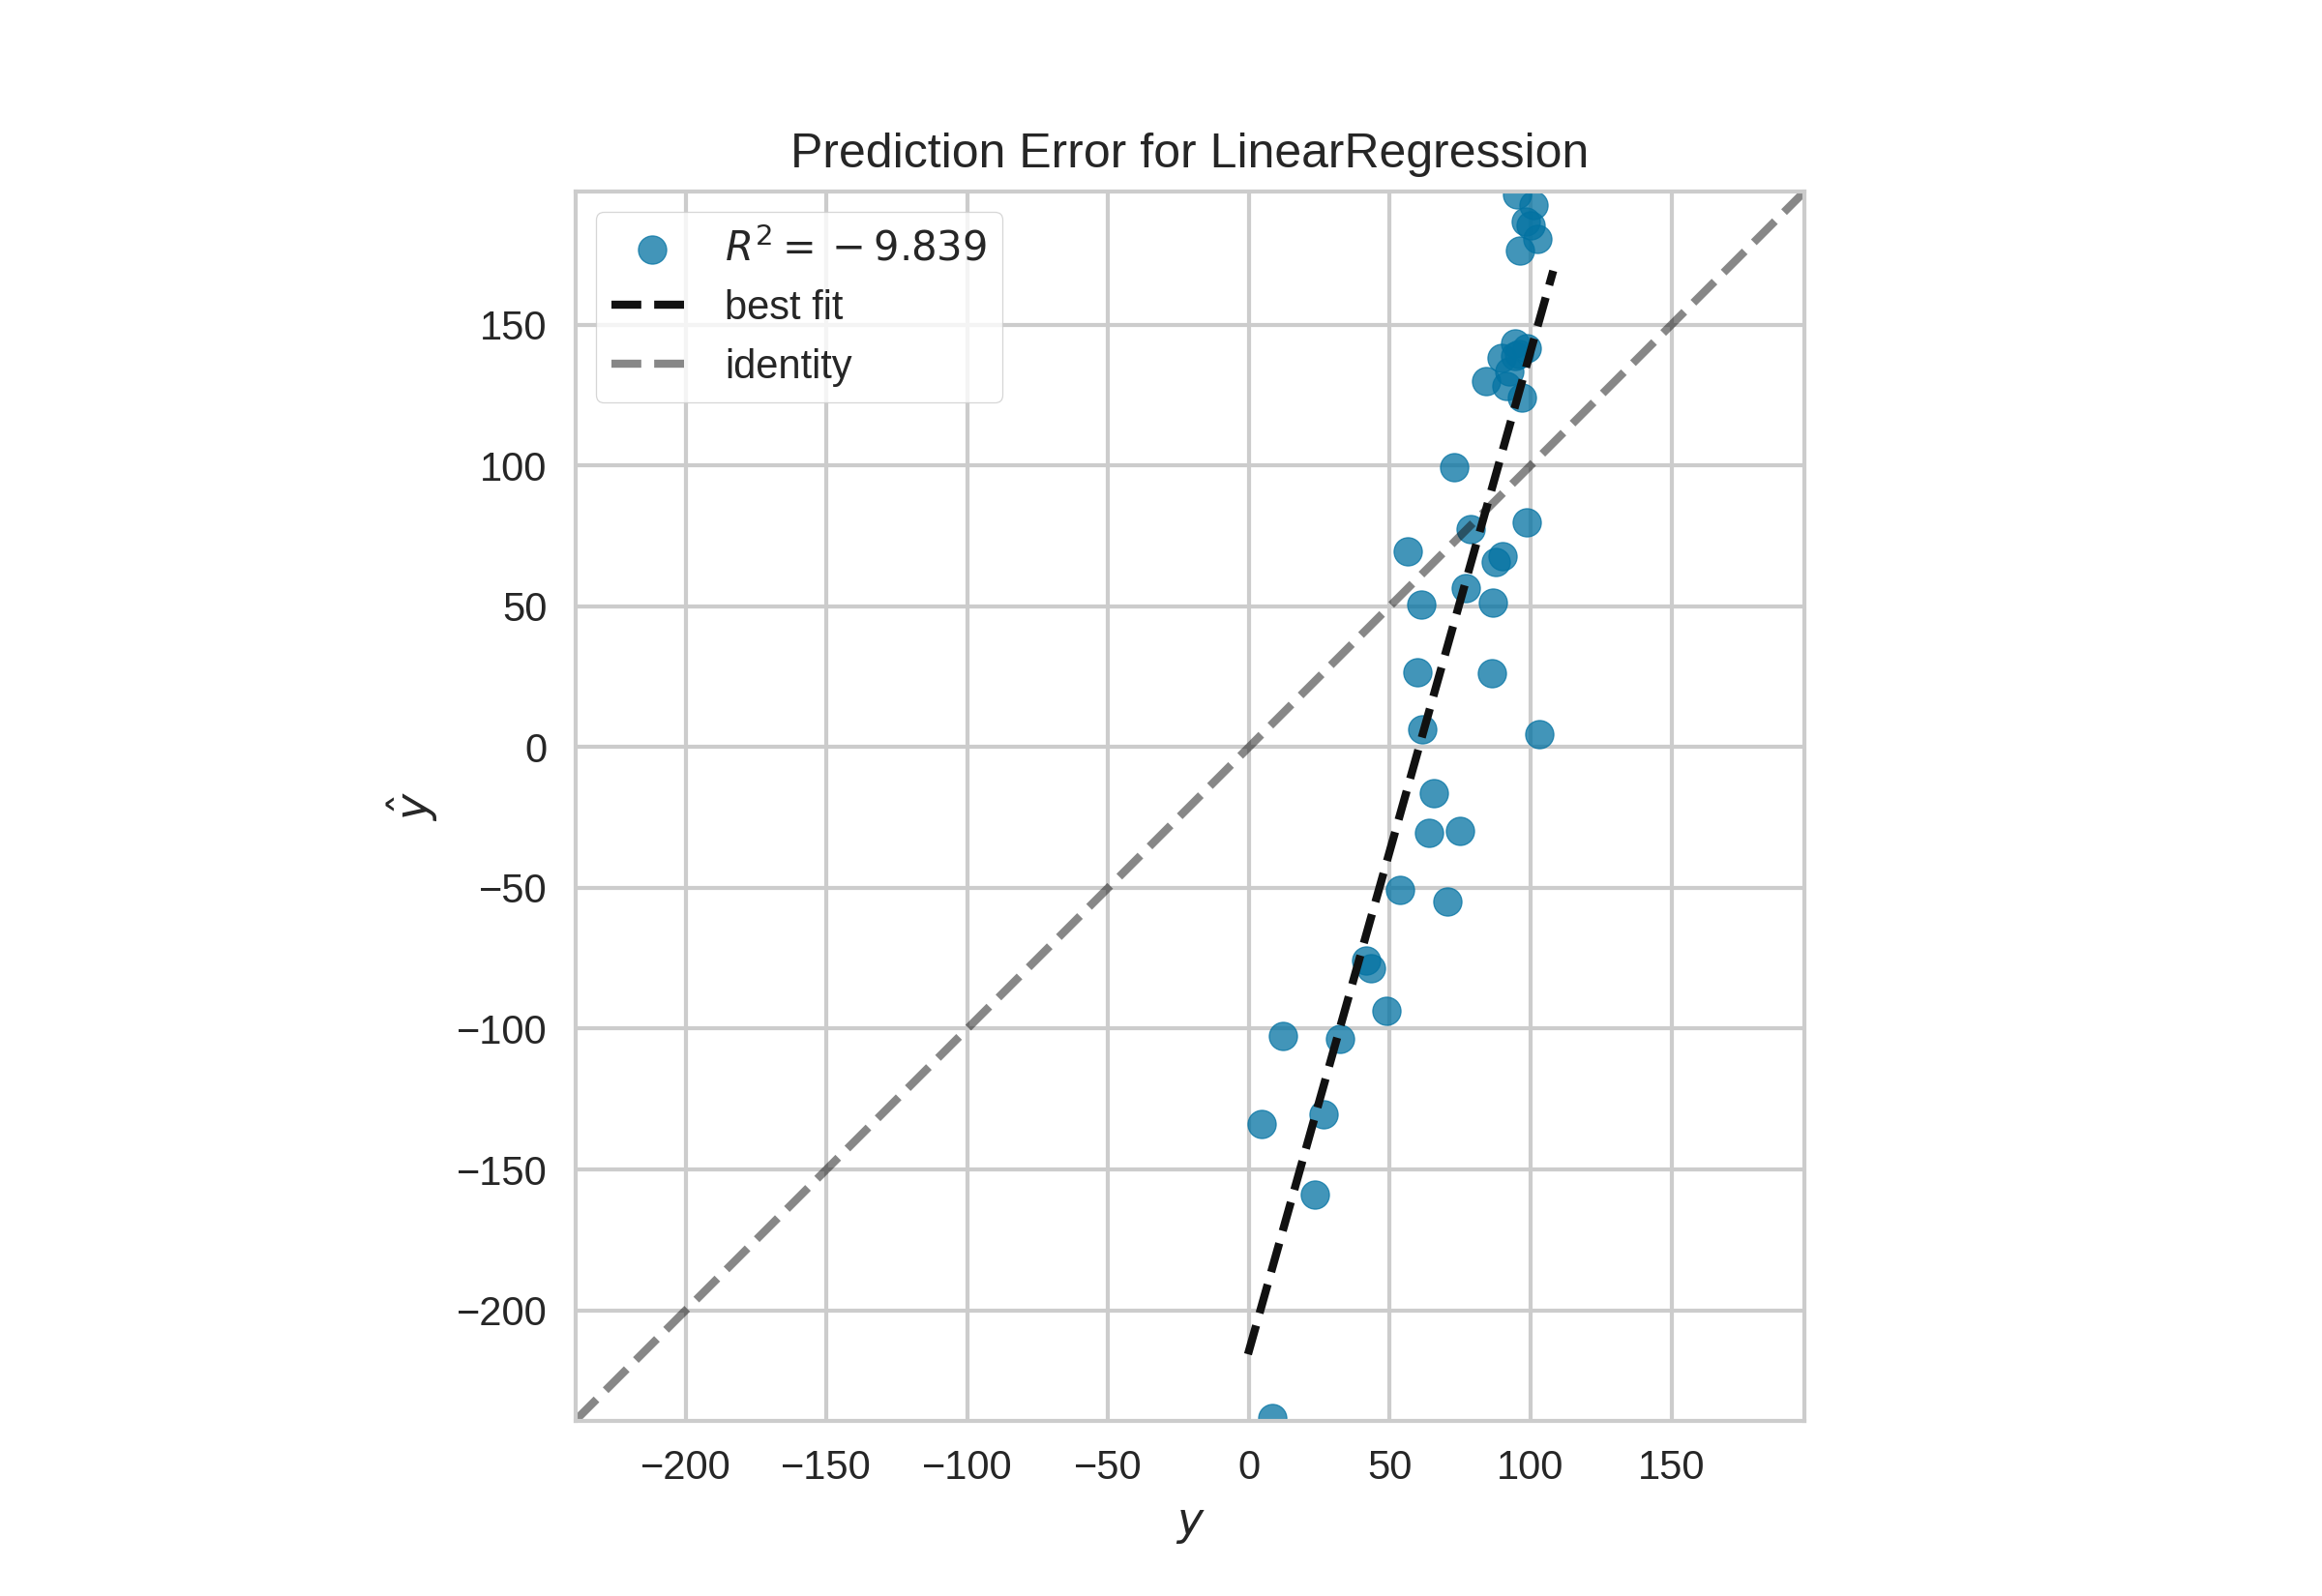 Prediction Error for LinearRegression
R² = −9.839
best fit
identity
150
100
50
0
−50
−100
−150
−200
ŷ
−200 −150 −100 −50 0 50 100 150
y